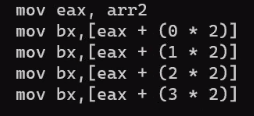 mov eax, arr2
mov bx,[eax + (0 * 2)]
mov bx,[eax + (1 * 2)]
mov bx,[eax + (2 * 2)]
mov bx,[eax + (3 * 2)]